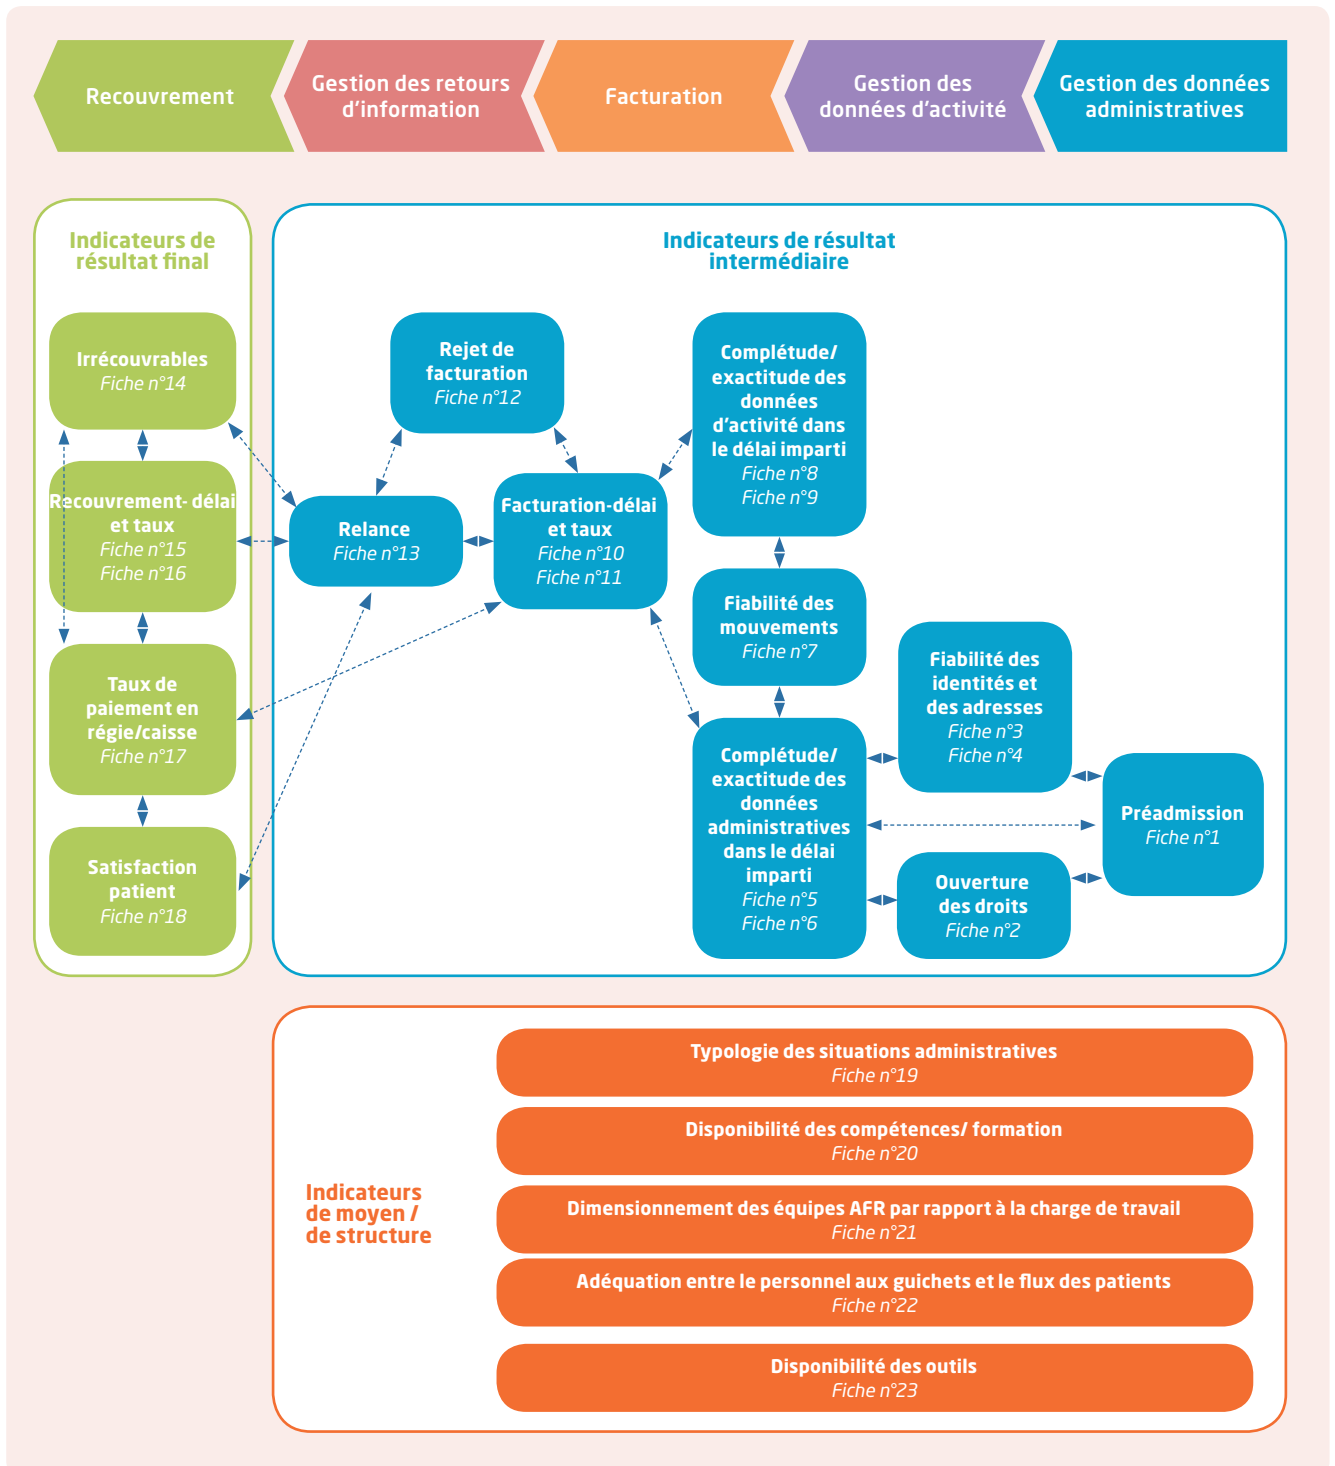 Recouvrement
Gestion des retours
d'information
Facturation
Gestion des
données d'activité
Gestion des données
administratives
Indicateurs de
résultat final
Irrécouvrables
Fiche n°14
Recouvrement- délai
et taux
Fiche n°15
Fiche n°16
Taux de
paiement en
régie/caisse
Fiche n°17
Satisfaction
patient
Fiche n°18
Indicateurs de résultat
intermédiaire
Rejet de
facturation
Fiche n°12
Relance
Fiche n°13
Facturation-délai
et taux
Fiche n°10
Fiche n°11
Complétude/
exactitude des
données
d'activité dans
le délai imparti
Fiche n°8
Fiche n°9
Fiabilité des
mouvements
Fiche n°7
Complétude/
exactitude des
données
administratives
dans le délai
imparti
Fiche n°5
Fiche n°6
Fiabilité des
identités et
des adresses
Fiche n°3
Fiche n°4
Ouverture
des droits
Fiche n°2
Préadmission
Fiche n°1
Indicateurs
de moyen /
de structure
Typologie des situations administratives
Fiche n°19
Disponibilité des compétences/ formation
Fiche n°20
Dimensionnement des équipes AFR par rapport à la charge de travail
Fiche n°21
Adéquation entre le personnel aux guichets et le flux des patients
Fiche n°22
Disponibilité des outils
Fiche n°23